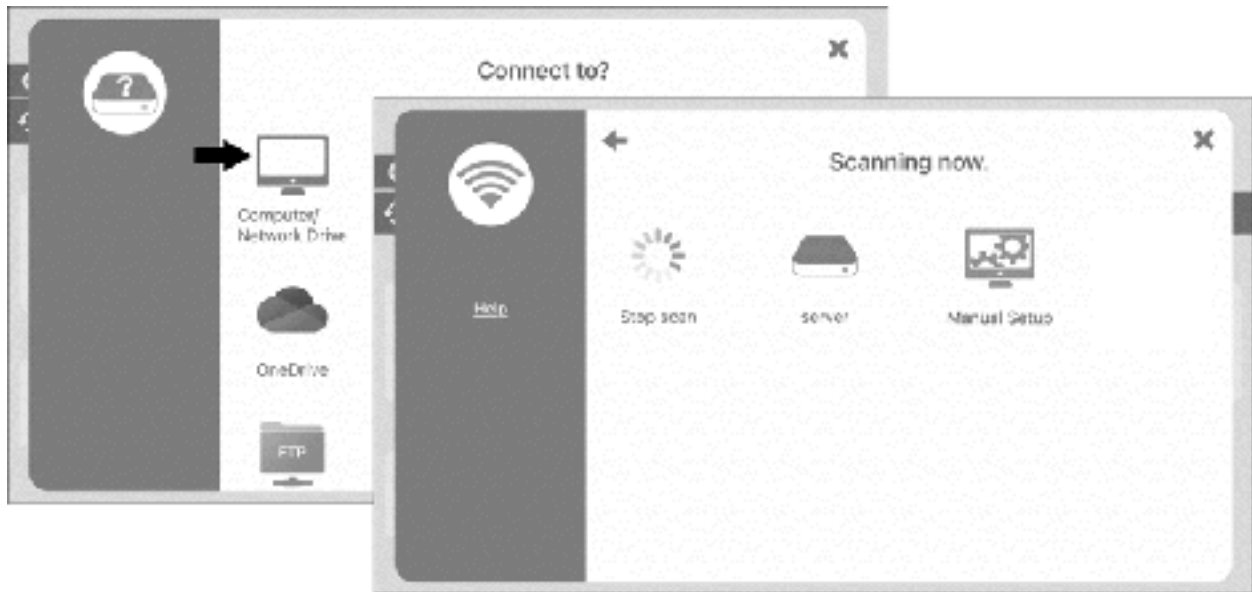 Connect to?
Computer/
Network Drive
OneDrive
FTP
Scanning now.
Help
Stop scan
server
Manual Setup